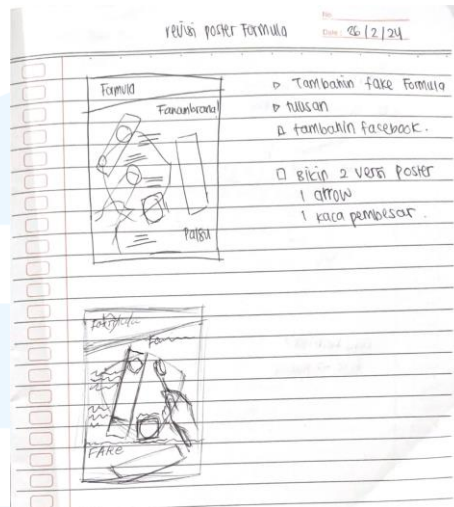 revisi poster Formula
No:
Date: 26/2/24
▷ Tambahin fake Formula
▷ tulisan
▷ tambahin facebook.
□ Bikin 2 versi poster
1 arrow
1 kaca pembesar.
Formula
Palsu
FAKE